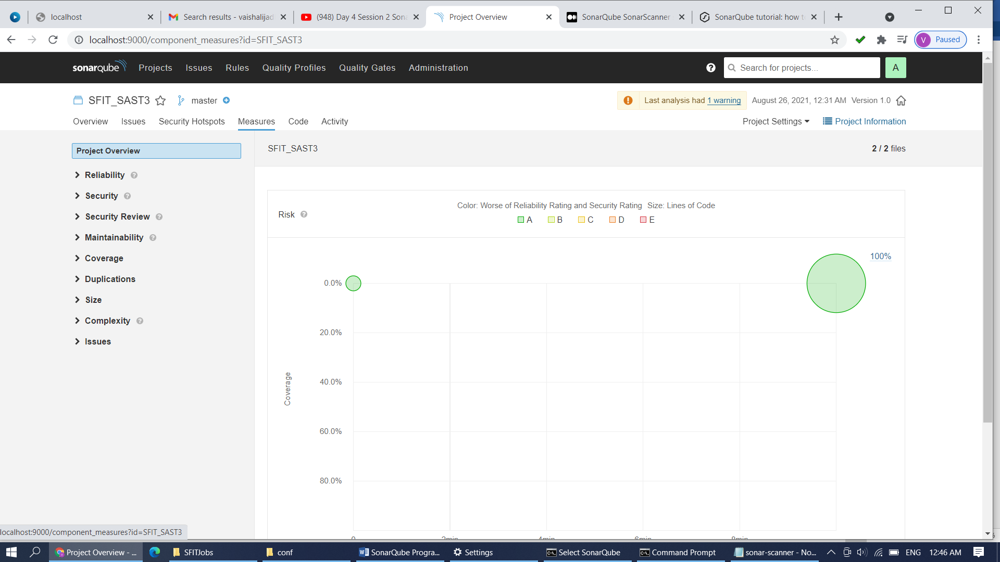 localhost
Search results - vaishalijad
(948) Day 4 Session 2 Sona
Project Overview
SonarQube SonarScanner
SonarQube tutorial: how t
localhost:9000/component_measures?id=SFIT_SAST3
V Paused
sonarqube Projects Issues Rules Quality Profiles Quality Gates Administration
? Search for projects... A
SFIT_SAST3 master
Last analysis had 1 warning August 26, 2021, 12:31 AM Version 1.0
Overview Issues Security Hotspots Measures Code Activity
Project Settings Project Information
Project Overview
SFIT_SAST3 2 / 2 files
Reliability ?
Security ?
Security Review ?
Maintainability ?
Coverage
Duplications
Size
Complexity ?
Issues
Risk ?
Color: Worse of Reliability Rating and Security Rating Size: Lines of Code
A B C D E
100%
0.0%
20.0%
40.0%
60.0%
80.0%
Coverage
0 2min 4min 6min 8min
localhost:9000/component_measures?id=SFIT_SAST3
Project Overview - ... SFITJobs conf SonarQube Progra... Settings Select SonarQube Command Prompt sonar-scanner - No... ENG 12:46 AM